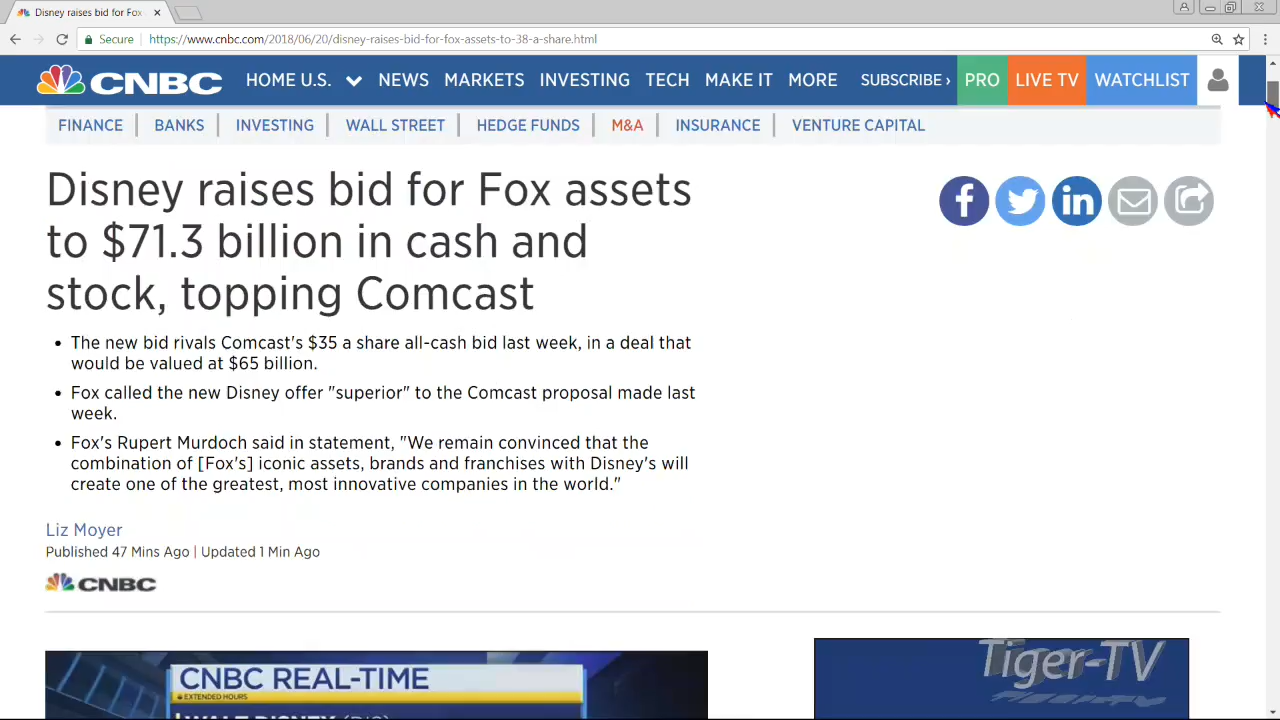 Disney raises bid for Fox
Secure
https://www.cnbc.com/2018/06/20/disney-raises-bid-for-fox-assets-to-38-a-share.html
CNBC HOME U.S. NEWS MARKETS INVESTING TECH MAKE IT MORE SUBSCRIBE › PRO LIVE TV WATCHLIST
FINANCE BANKS INVESTING WALL STREET HEDGE FUNDS M&A INSURANCE VENTURE CAPITAL
Disney raises bid for Fox assets
to $71.3 billion in cash and
stock, topping Comcast
• The new bid rivals Comcast's $35 a share all-cash bid last week, in a deal that
would be valued at $65 billion.
• Fox called the new Disney offer "superior" to the Comcast proposal made last
week.
• Fox's Rupert Murdoch said in statement, "We remain convinced that the
combination of [Fox's] iconic assets, brands and franchises with Disney's will
create one of the greatest, most innovative companies in the world."
Liz Moyer
Published 47 Mins Ago | Updated 1 Min Ago
CNBC
CNBC REAL-TIME
EXTENDED HOURS
WALT DISNEY (DIS)
Tiger-TV